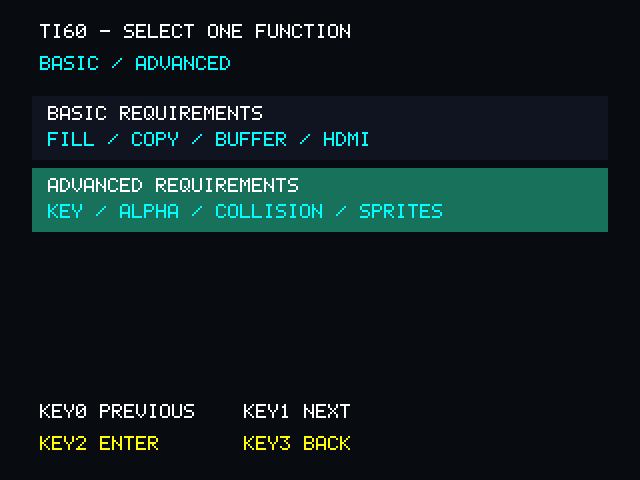 TI60 - SELECT ONE FUNCTION
BASIC / ADVANCED
BASIC REQUIREMENTS
FILL / COPY / BUFFER / HDMI
ADVANCED REQUIREMENTS
KEY / ALPHA / COLLISION / SPRITES
KEY0 PREVIOUS KEY1 NEXT
KEY2 ENTER KEY3 BACK